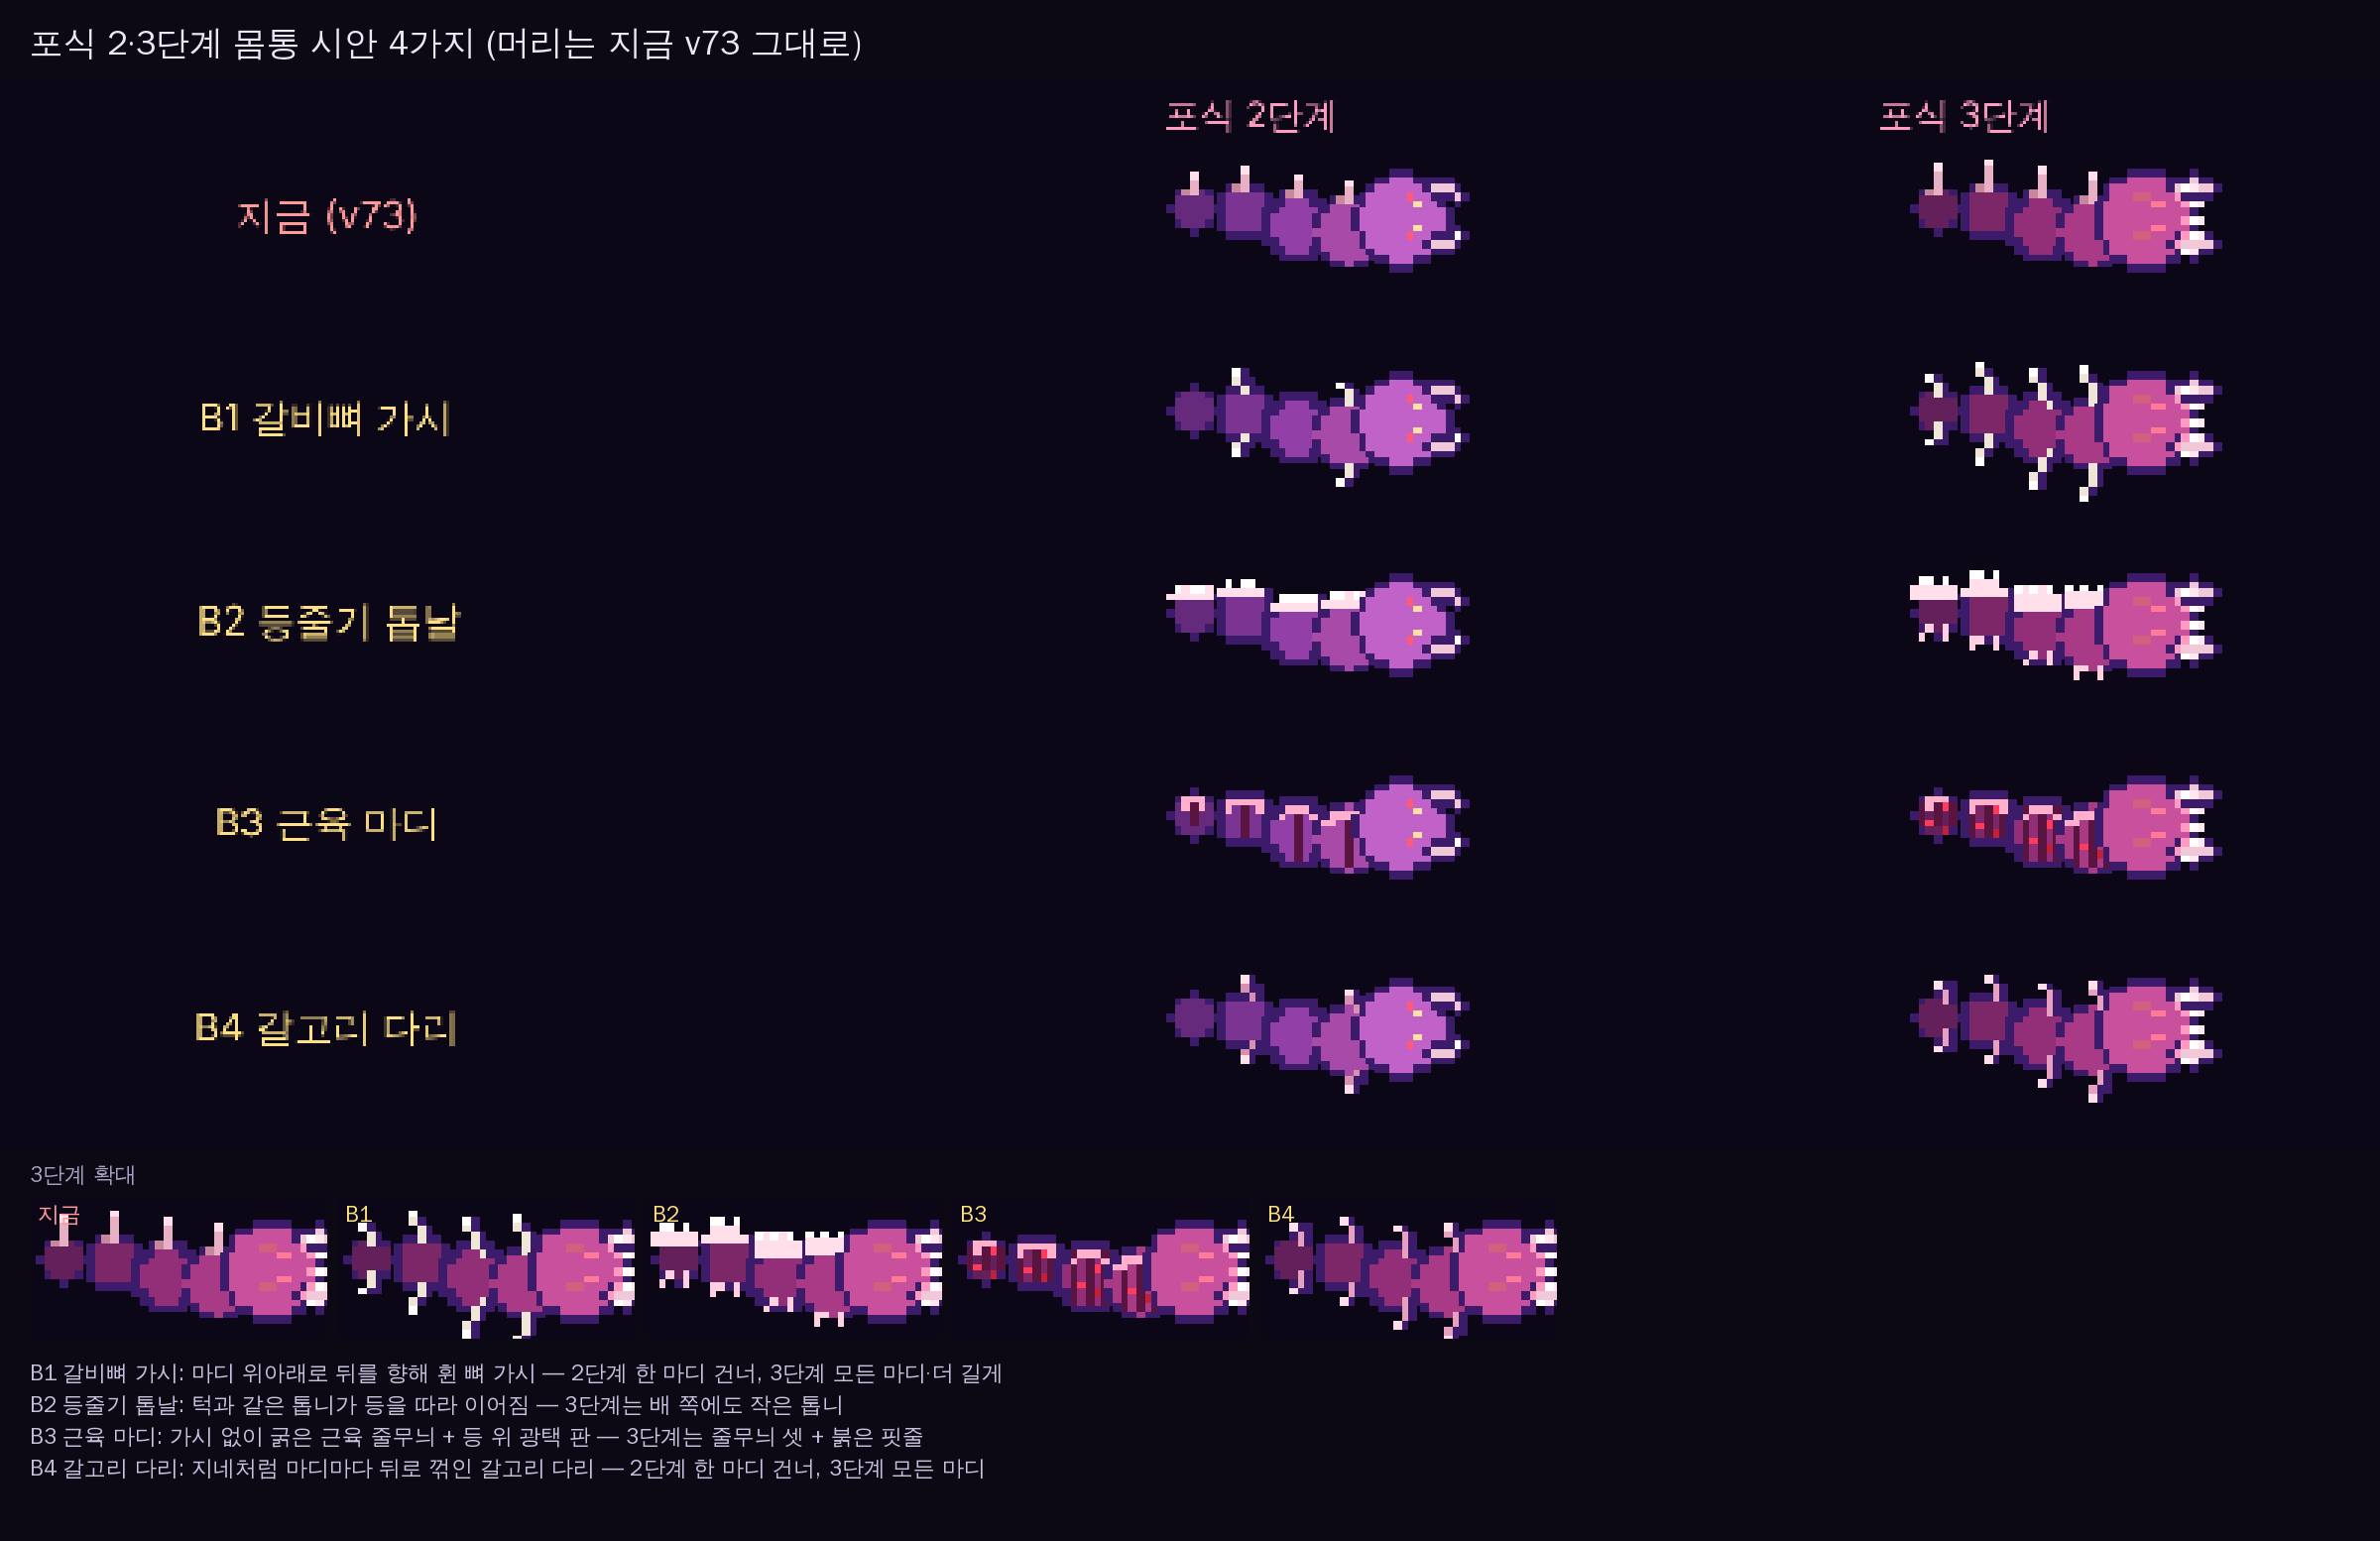 포식 2·3단계 몸통 시안 4가지 (머리는 지금 v73 그대로)
포식 2단계
포식 3단계
지금 (v73)
B1 갈비뼈 가시
B2 등줄기 톱날
B3 근육 마디
B4 갈고리 다리
3단계 확대
지금
B1
B2
B3
B4
B1 갈비뼈 가시: 마디 위아래로 뒤를 향해 휜 뼈 가시 — 2단계 한 마디 건너, 3단계 모든 마디·더 길게
B2 등줄기 톱날: 턱과 같은 톱니가 등을 따라 이어짐 — 3단계는 배 쪽에도 작은 톱니
B3 근육 마디: 가시 없이 굵은 근육 줄무늬 + 등 위 광택 판 — 3단계는 줄무늬 셋 + 붉은 핏줄
B4 갈고리 다리: 지네처럼 마디마다 뒤로 꺾인 갈고리 다리 — 2단계 한 마디 건너, 3단계 모든 마디